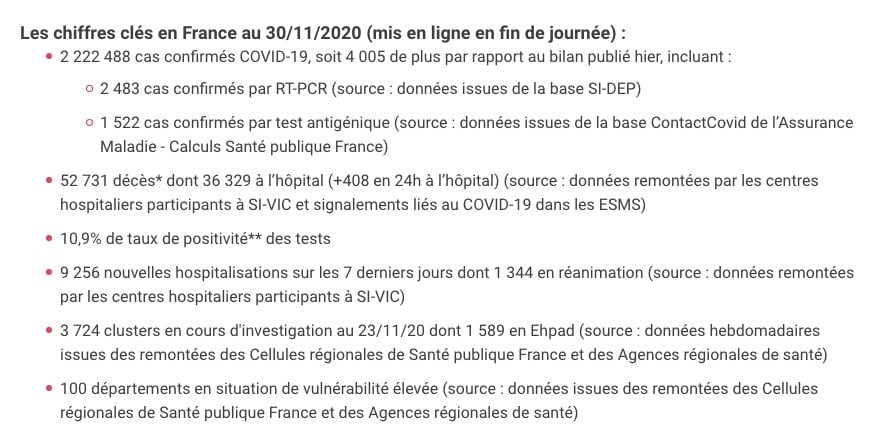 Les chiffres clés en France au 30/11/2020 (mis en ligne en fin de journée) :
2 222 488 cas confirmés COVID-19, soit 4 005 de plus par rapport au bilan publié hier, incluant :
2 483 cas confirmés par RT-PCR (source : données issues de la base SI-DEP)
1 522 cas confirmés par test antigénique (source : données issues de la base ContactCovid de l’Assurance
Maladie - Calculs Santé publique France)
52 731 décès* dont 36 329 à l’hôpital (+408 en 24h à l’hôpital) (source : données remontées par les centres
hospitaliers participants à SI-VIC et signalements liés au COVID-19 dans les ESMS)
10,9% de taux de positivité** des tests
9 256 nouvelles hospitalisations sur les 7 derniers jours dont 1 344 en réanimation (source : données remontées
par les centres hospitaliers participants à SI-VIC)
3 724 clusters en cours d'investigation au 23/11/20 dont 1 589 en Ehpad (source : données hebdomadaires
issues des remontées des Cellules régionales de Santé publique France et des Agences régionales de santé)
100 départements en situation de vulnérabilité élevée (source : données issues des remontées des Cellules
régionales de Santé publique France et des Agences régionales de santé)